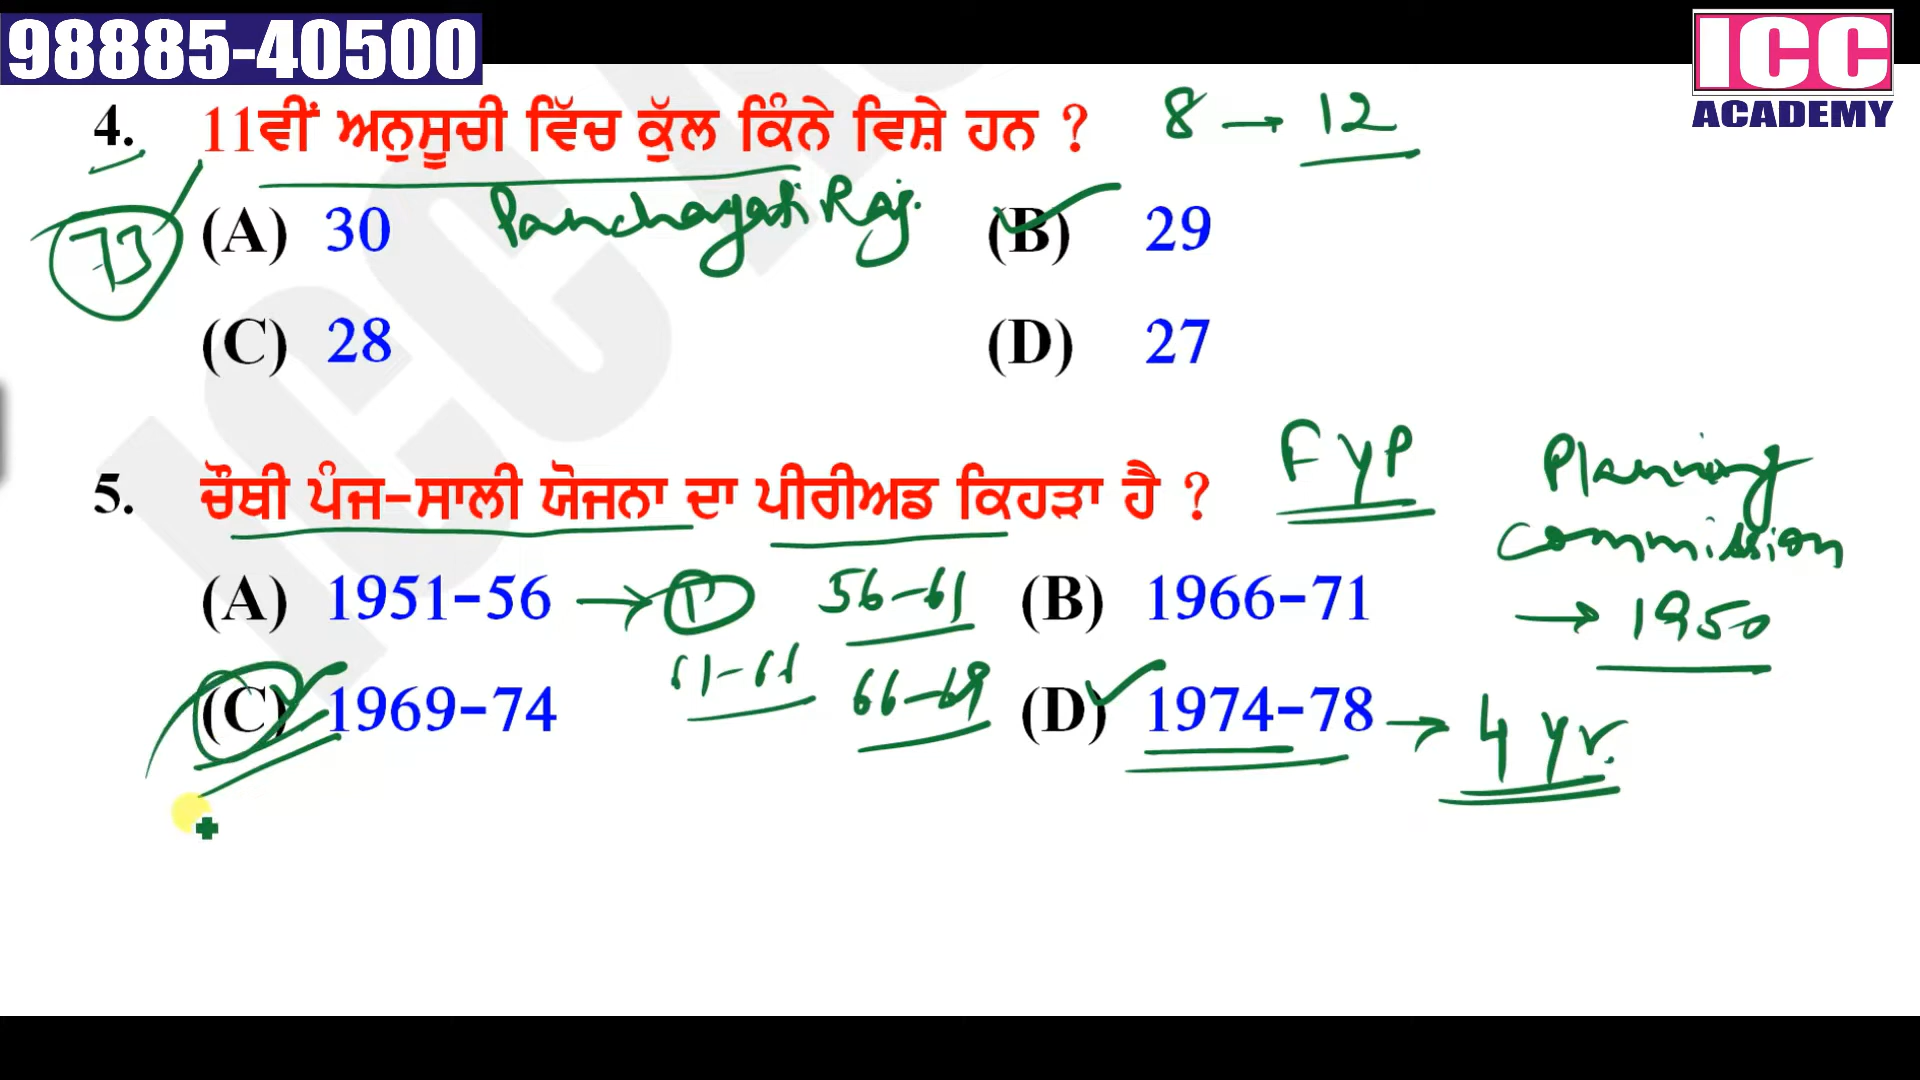 98885-40500
ICC
ACADEMY
4. 11ਵੀਂ ਅਨੁਸੂਚੀ ਵਿੱਚ ਕੁੱਲ ਕਿੰਨੇ ਵਿਸ਼ੇ ਹਨ ? 8 → 12
73 (A) 30 Panchayati Raj. (B) 29
(C) 28 (D) 27
5. ਚੌਥੀ ਪੰਜ-ਸਾਲੀ ਯੋਜਨਾ ਦਾ ਪੀਰੀਅਡ ਕਿਹੜਾ ਹੈ ? FYP Planning
commission
(A) 1951-56 → 1 56-61 (B) 1966-71 → 1950
(C) 1969-74 61-66 66-69 (D) 1974-78 → 4 yr.